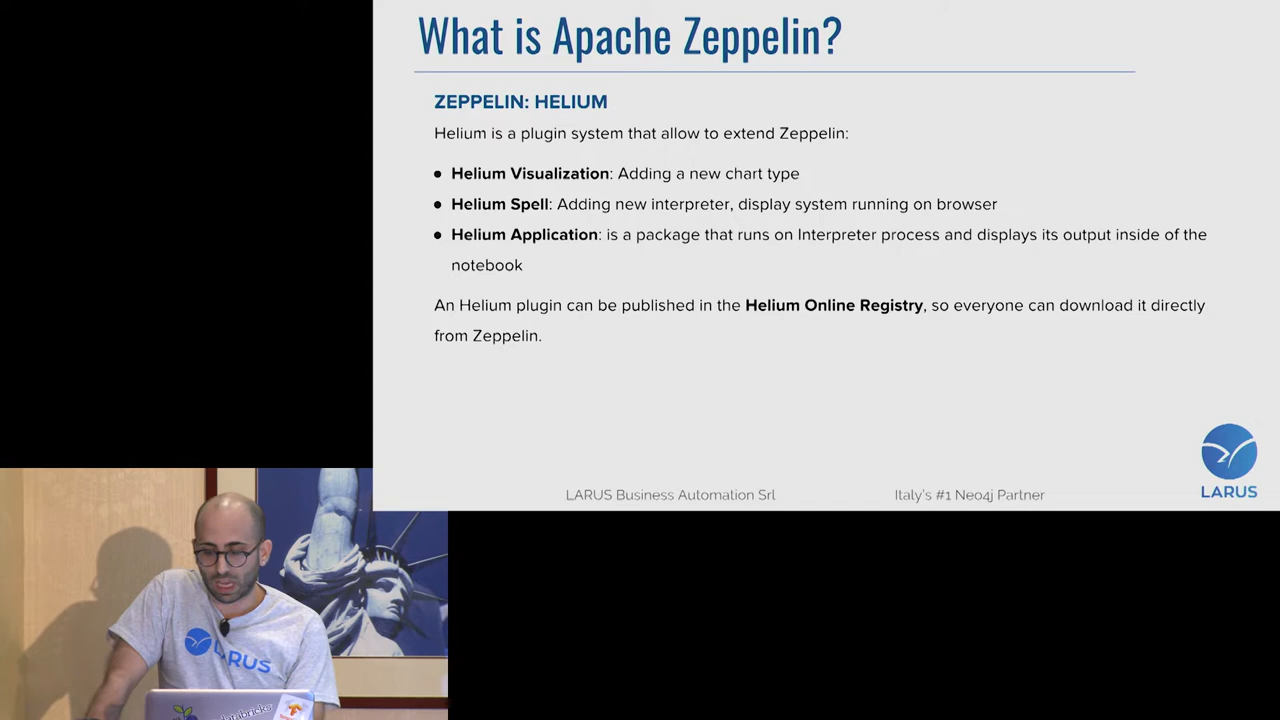 What is Apache Zeppelin?
ZEPPELIN: HELIUM
Helium is a plugin system that allow to extend Zeppelin:
● Helium Visualization: Adding a new chart type
● Helium Spell: Adding new interpreter, display system running on browser
● Helium Application: is a package that runs on Interpreter process and displays its output inside of the
notebook
An Helium plugin can be published in the Helium Online Registry, so everyone can download it directly
from Zeppelin.
LARUS
LARUS Business Automation Srl
Italy's #1 Neo4j Partner
LARUS
databricks